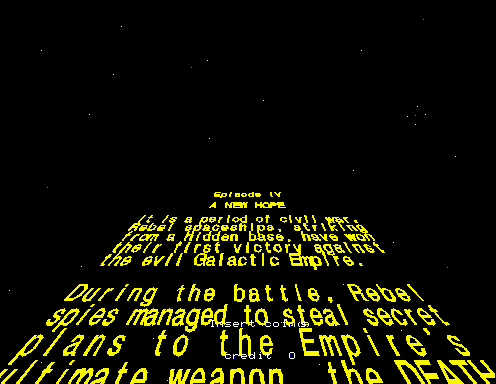 Episode IV
A NEW HOPE
It is a period of civil war.
Rebel spaceships, striking
from a hidden base, have won
their first victory against
the evil Galactic Empire.
During the battle, Rebel
spies managed to steal secret
Insert coins
plans to the Empire's
credit 0
ultimate weapon, the DEATH